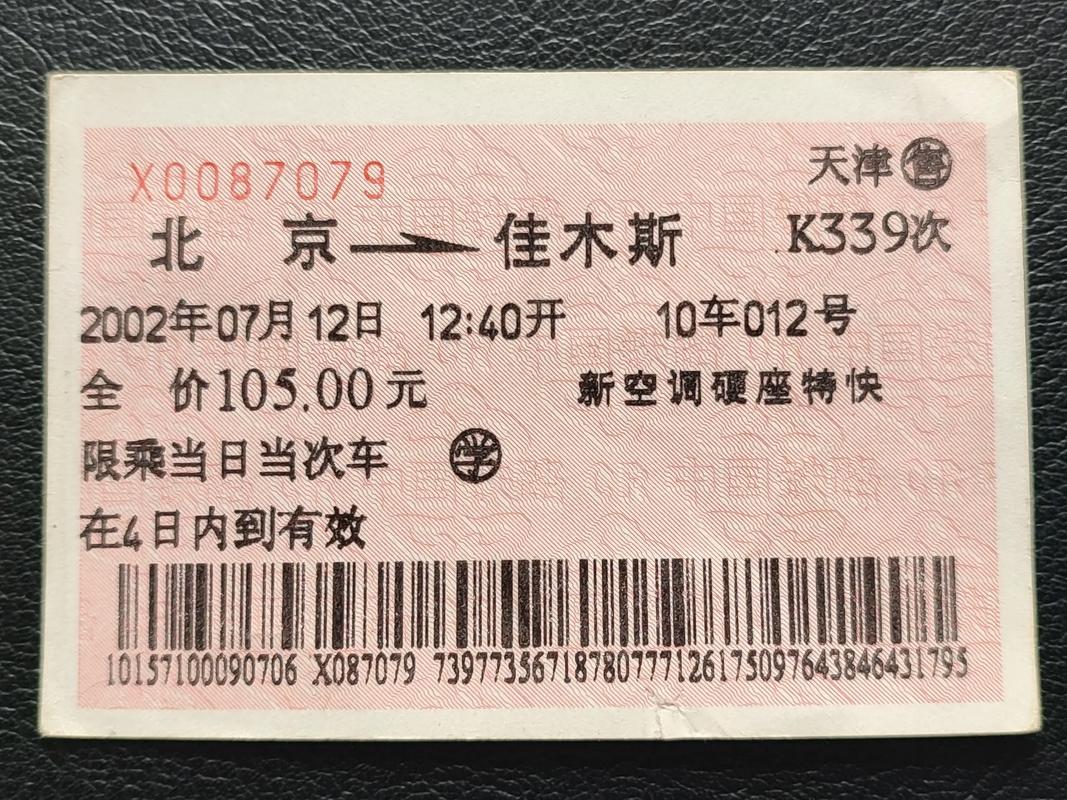 X0087079
天津 售
北 京 佳木斯 K339次
2002年07月12日 12:40开 10车012号
全 价105.00元 新空调硬座特快
限乘当日当次车 学
在4日内到有效
10157100090706 X087079 73977356718780777126175097643846431795